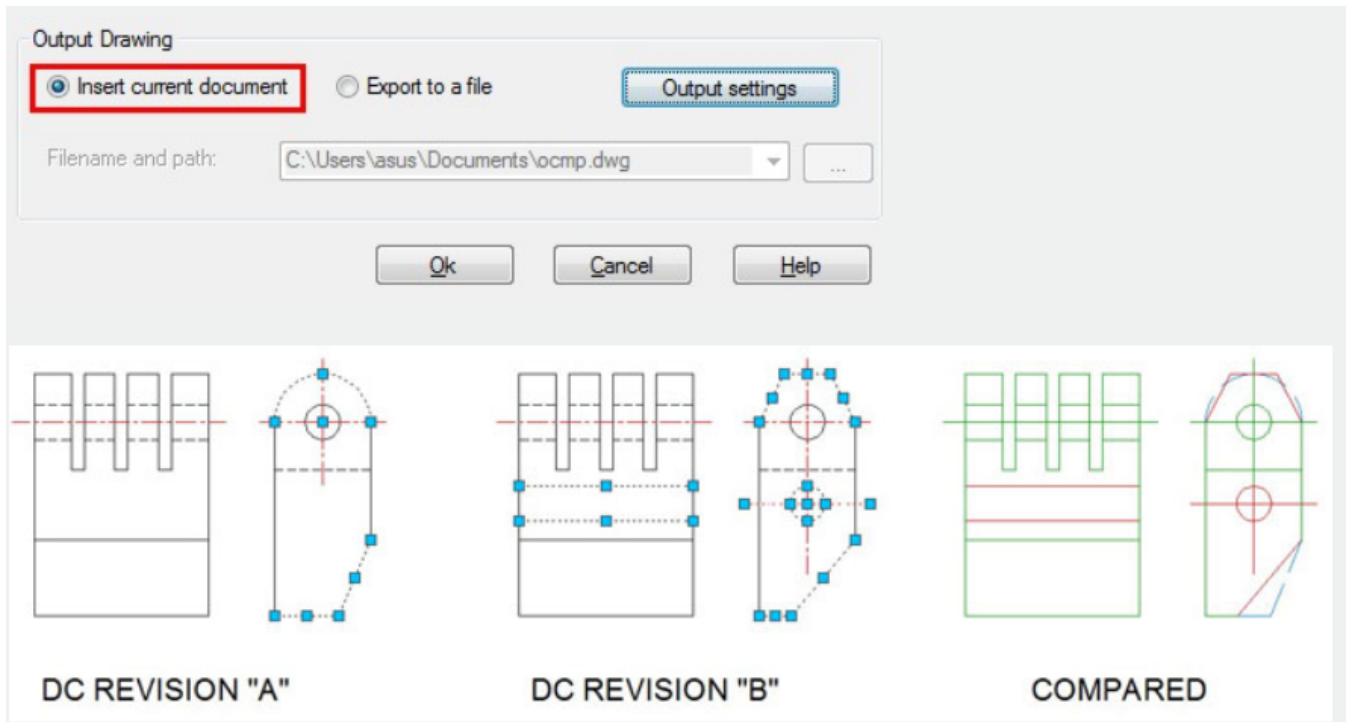 Output Drawing
Insert current document Export to a file Output settings
Filename and path: C:\Users\asus\Documents\ocmp.dwg ...
Ok Cancel Help
DC REVISION "A" DC REVISION "B" COMPARED